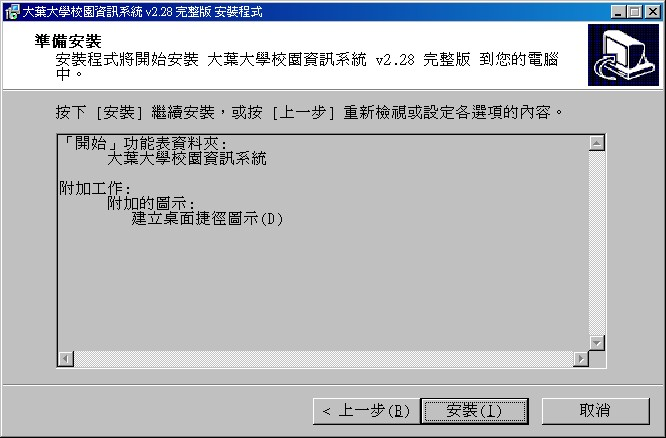 大葉大學校園資訊系統 v2.28 完整版 安裝程式
準備安裝
安裝程式將開始安裝 大葉大學校園資訊系統 v2.28 完整版 到您的電腦
中。
按下 [安裝] 繼續安裝，或按 [上一步] 重新檢視或設定各選項的內容。
「開始」功能表資料夾:
大葉大學校園資訊系統
附加工作:
附加的圖示:
建立桌面捷徑圖示(D)
< 上一步(B)
安裝(I)
取消